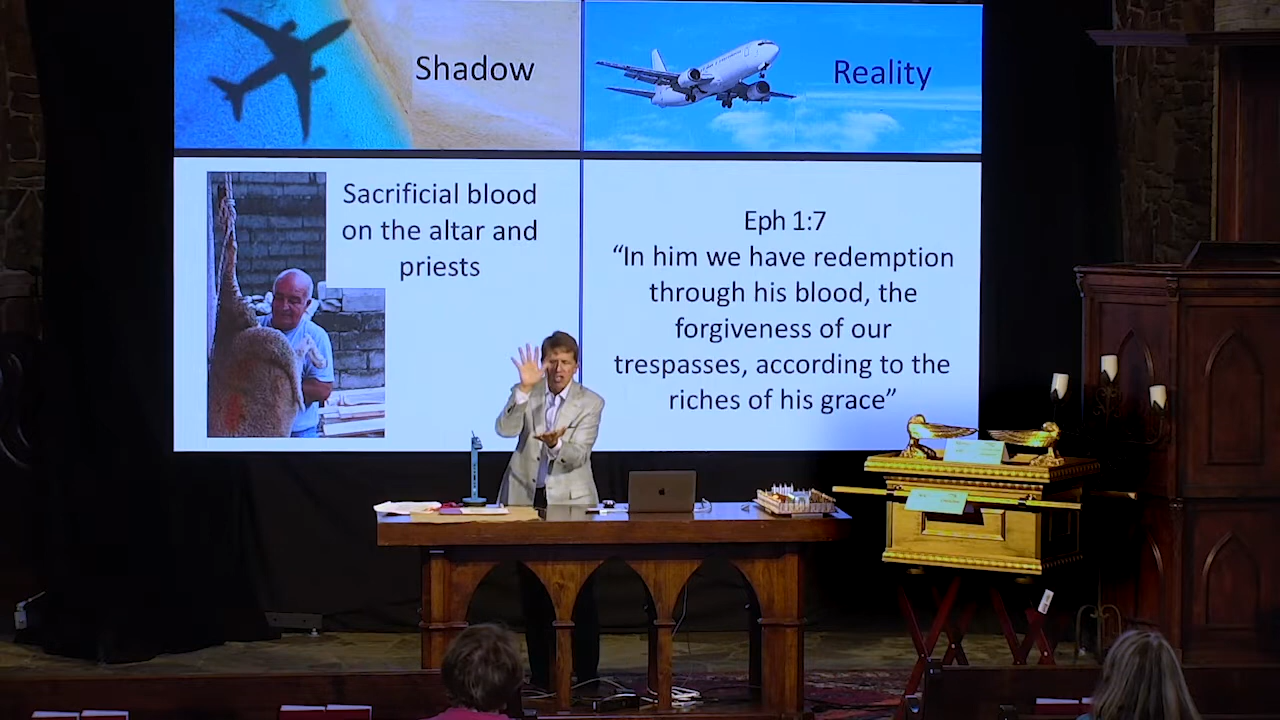 Shadow
Reality
Sacrificial blood
on the altar and
priests
Eph 1:7
“In him we have redemption
through his blood, the
forgiveness of our
trespasses, according to the
riches of his grace”